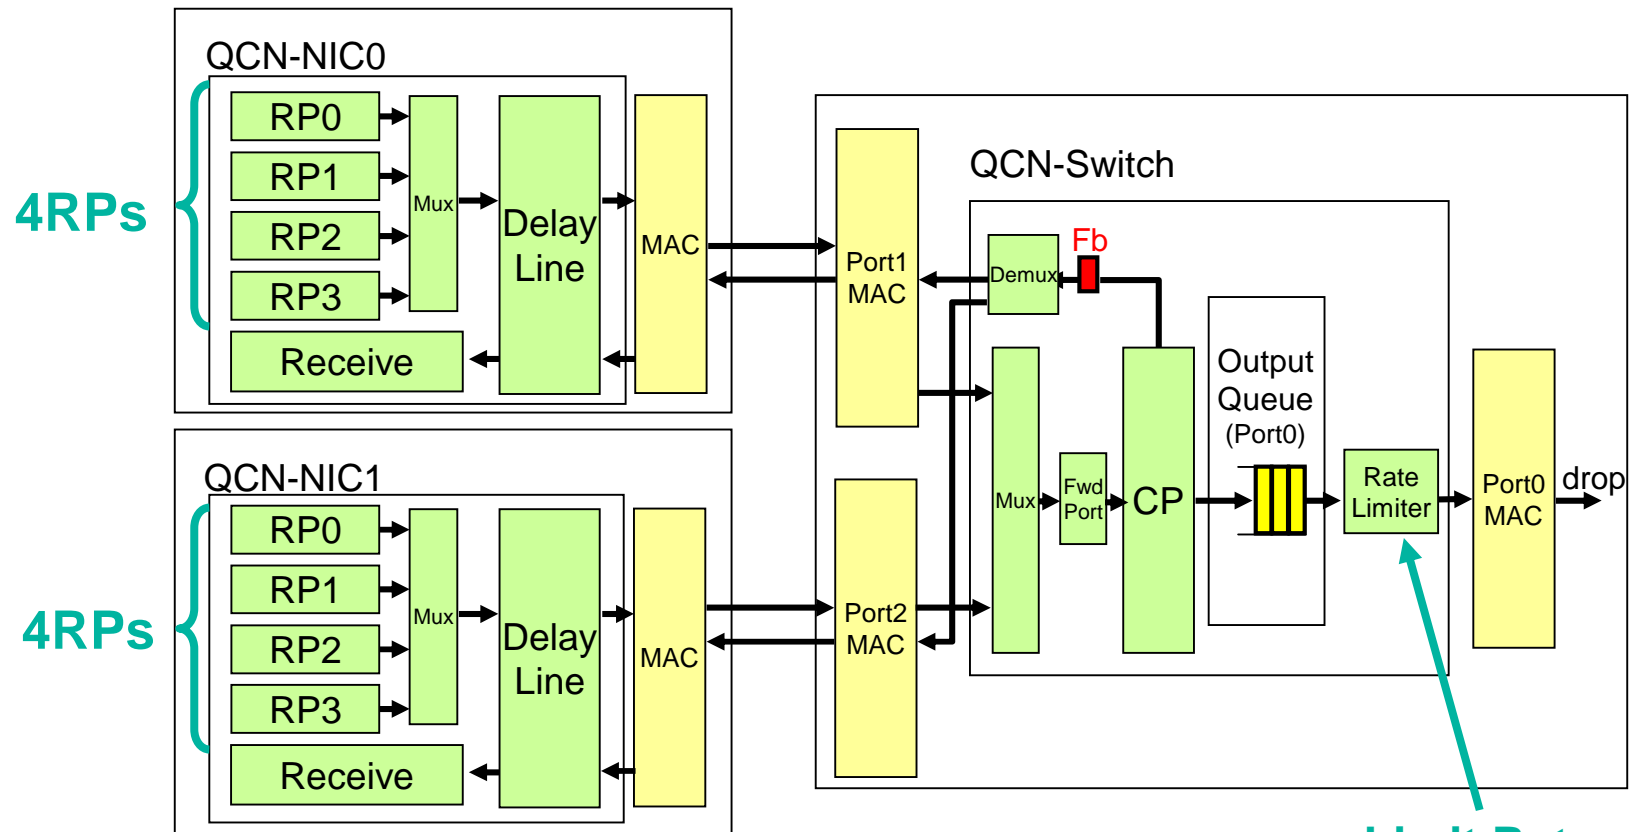 QCN-NIC0
RP0
RP1
RP2
RP3
Mux
Delay
Line
Receive
MAC
4RPs
QCN-NIC1
RP0
RP1
RP2
RP3
Mux
Delay
Line
Receive
MAC
4RPs
Port1
MAC
Port2
MAC
QCN-Switch
Demux
Fb
Mux
Fwd
Port
CP
Output
Queue
(Port0)
Rate
Limiter
Port0
MAC
drop